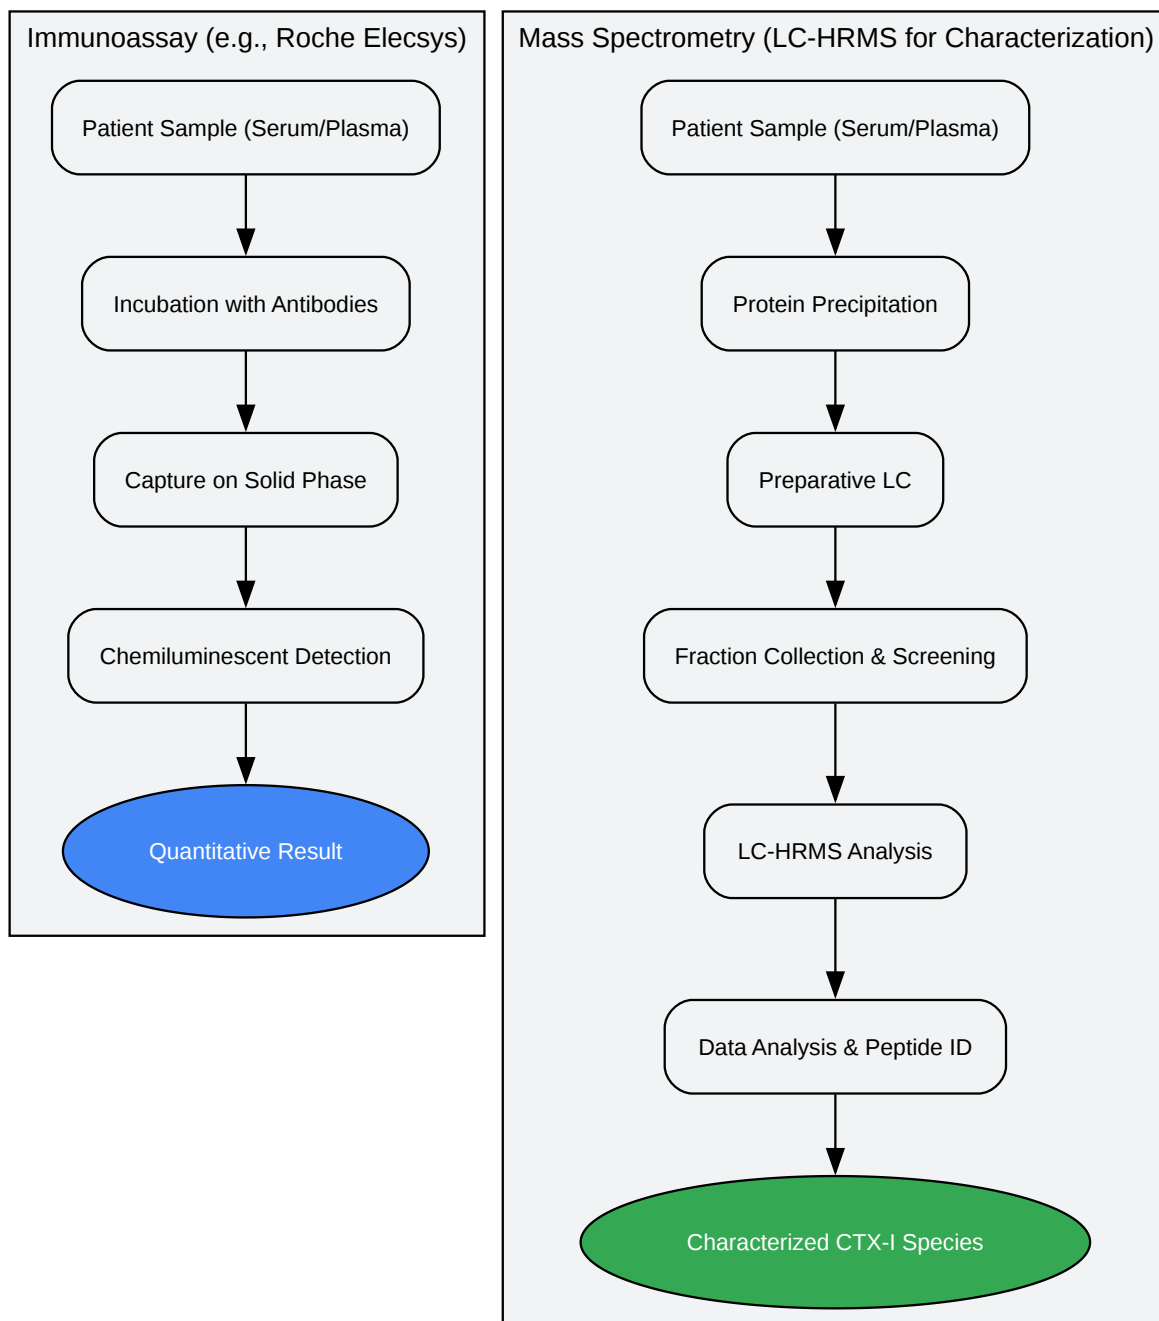 Immunoassay (e.g., Roche Elecsys)
Patient Sample (Serum/Plasma)
Incubation with Antibodies
Capture on Solid Phase
Chemiluminescent Detection
Quantitative Result
Mass Spectrometry (LC-HRMS for Characterization)
Patient Sample (Serum/Plasma)
Protein Precipitation
Preparative LC
Fraction Collection & Screening
LC-HRMS Analysis
Data Analysis & Peptide ID
Characterized CTX-I Species